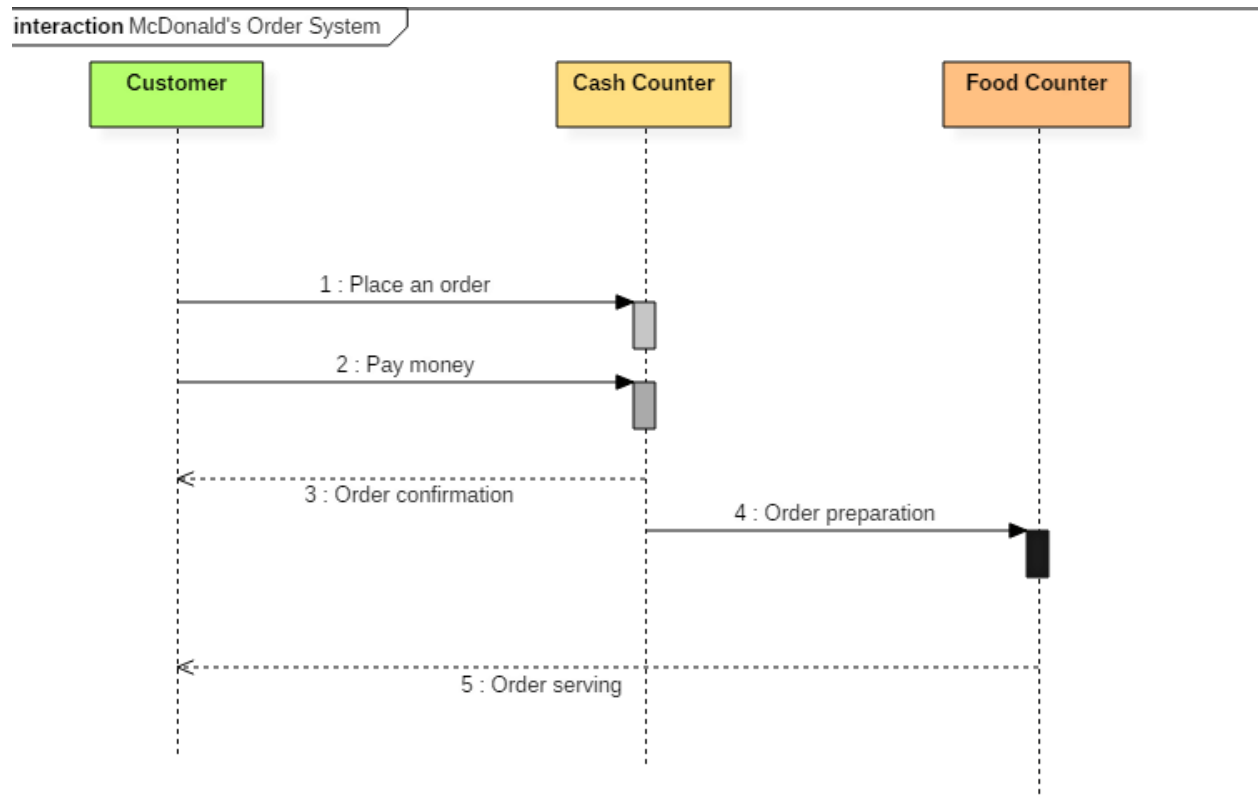 interaction McDonald's Order System
Customer
Cash Counter
Food Counter
1 : Place an order
2 : Pay money
3 : Order confirmation
4 : Order preparation
5 : Order serving